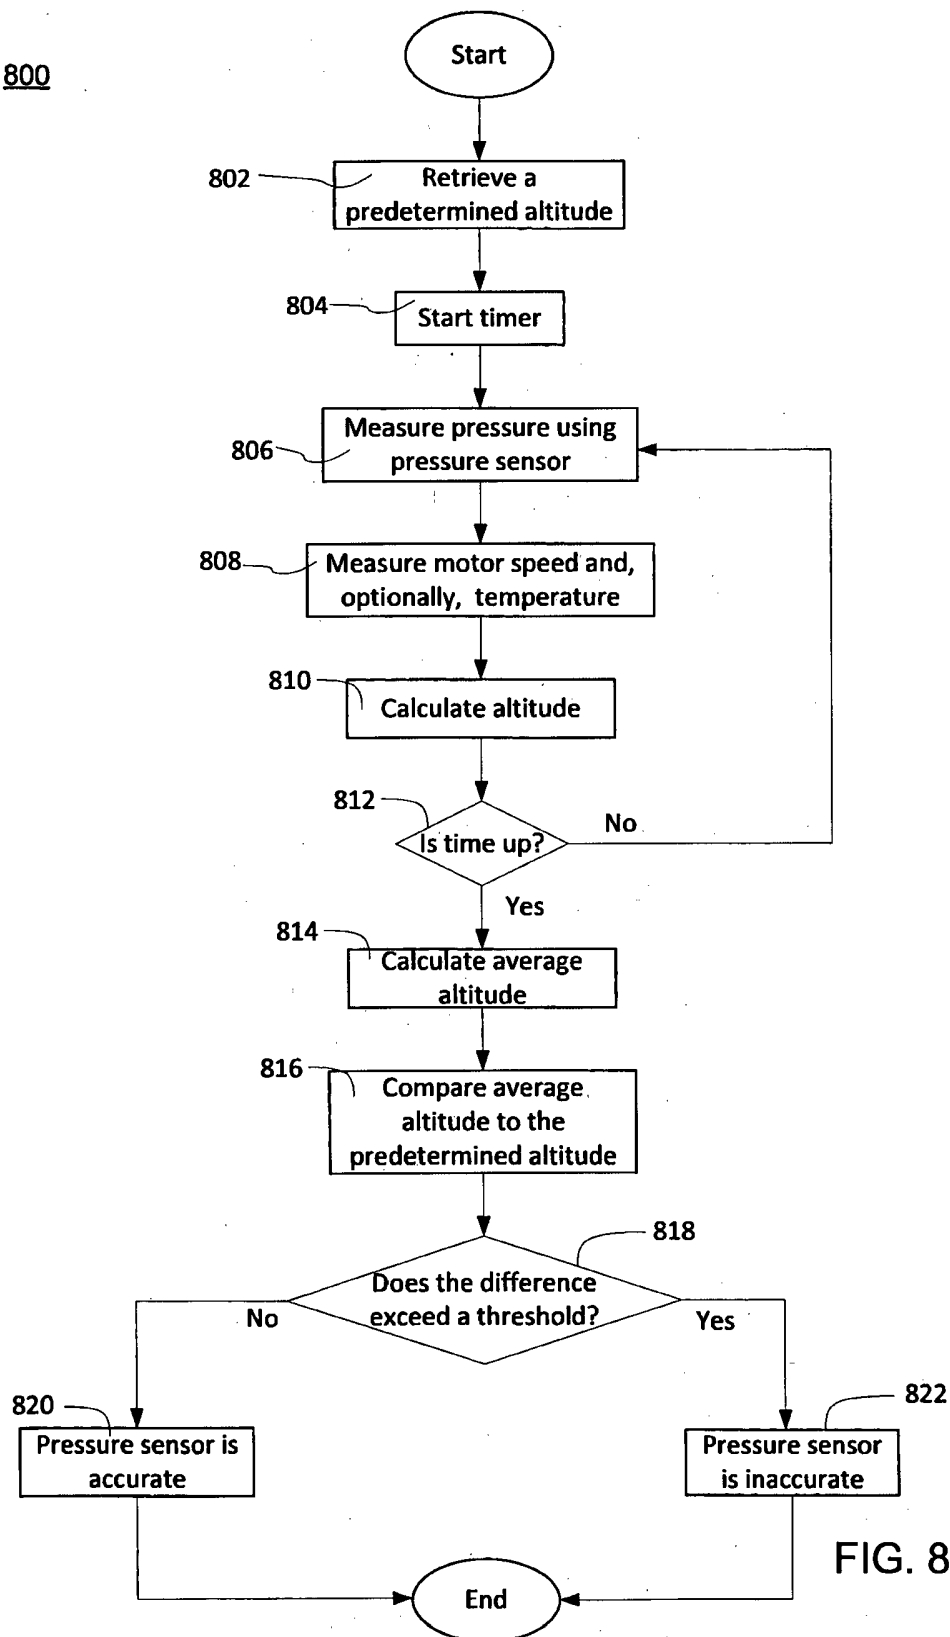 Start
800
802
Retrieve a
predetermined altitude
804
Start timer
806
Measure pressure using
pressure sensor
808
Measure motor speed and,
optionally, temperature
810
Calculate altitude
812
Is time up?
No
Yes
814
Calculate average
altitude
816
Compare average
altitude to the
predetermined altitude
818
Does the difference
exceed a threshold?
No
Yes
820
Pressure sensor is
accurate
822
Pressure sensor
is inaccurate
End
FIG. 8